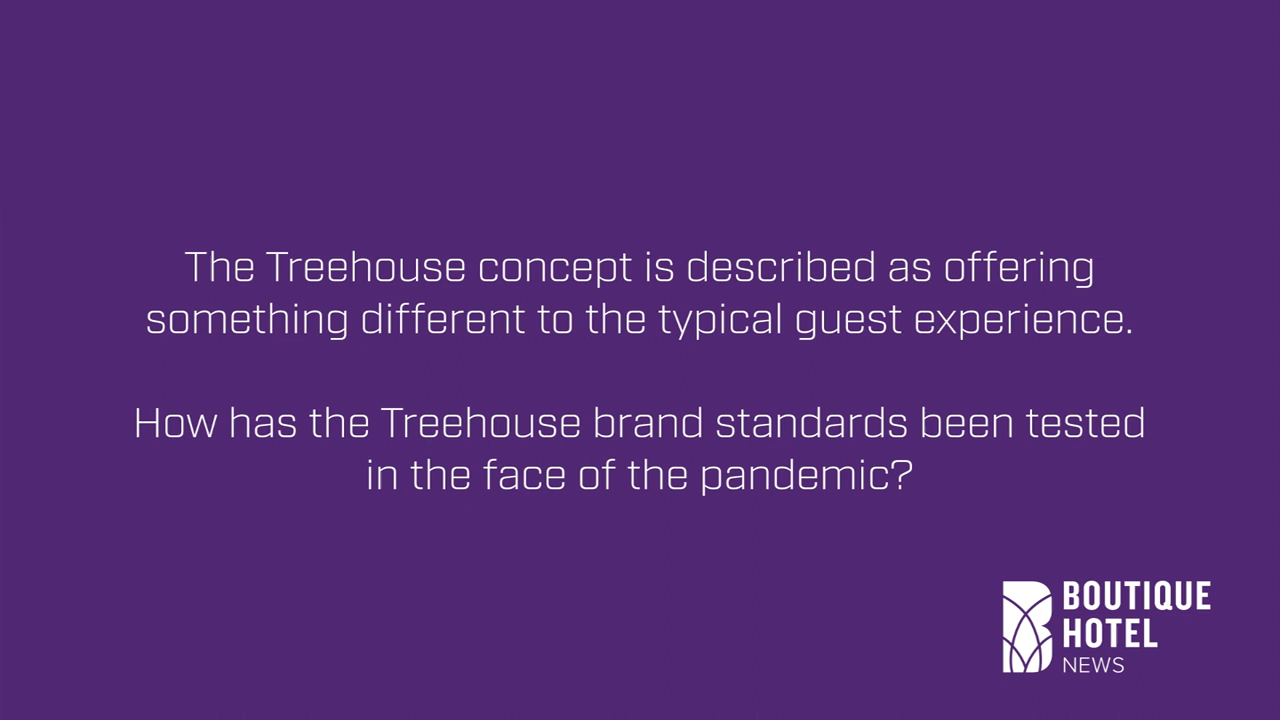 The Treehouse concept is described as offering
something different to the typical guest experience.
How has the Treehouse brand standards been tested
in the face of the pandemic?
BOUTIQUE
HOTEL
NEWS